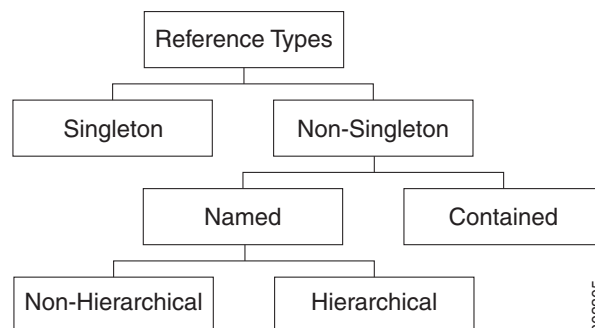 Reference Types
Singleton
Non-Singleton
Named
Contained
Non-Hierarchical
Hierarchical